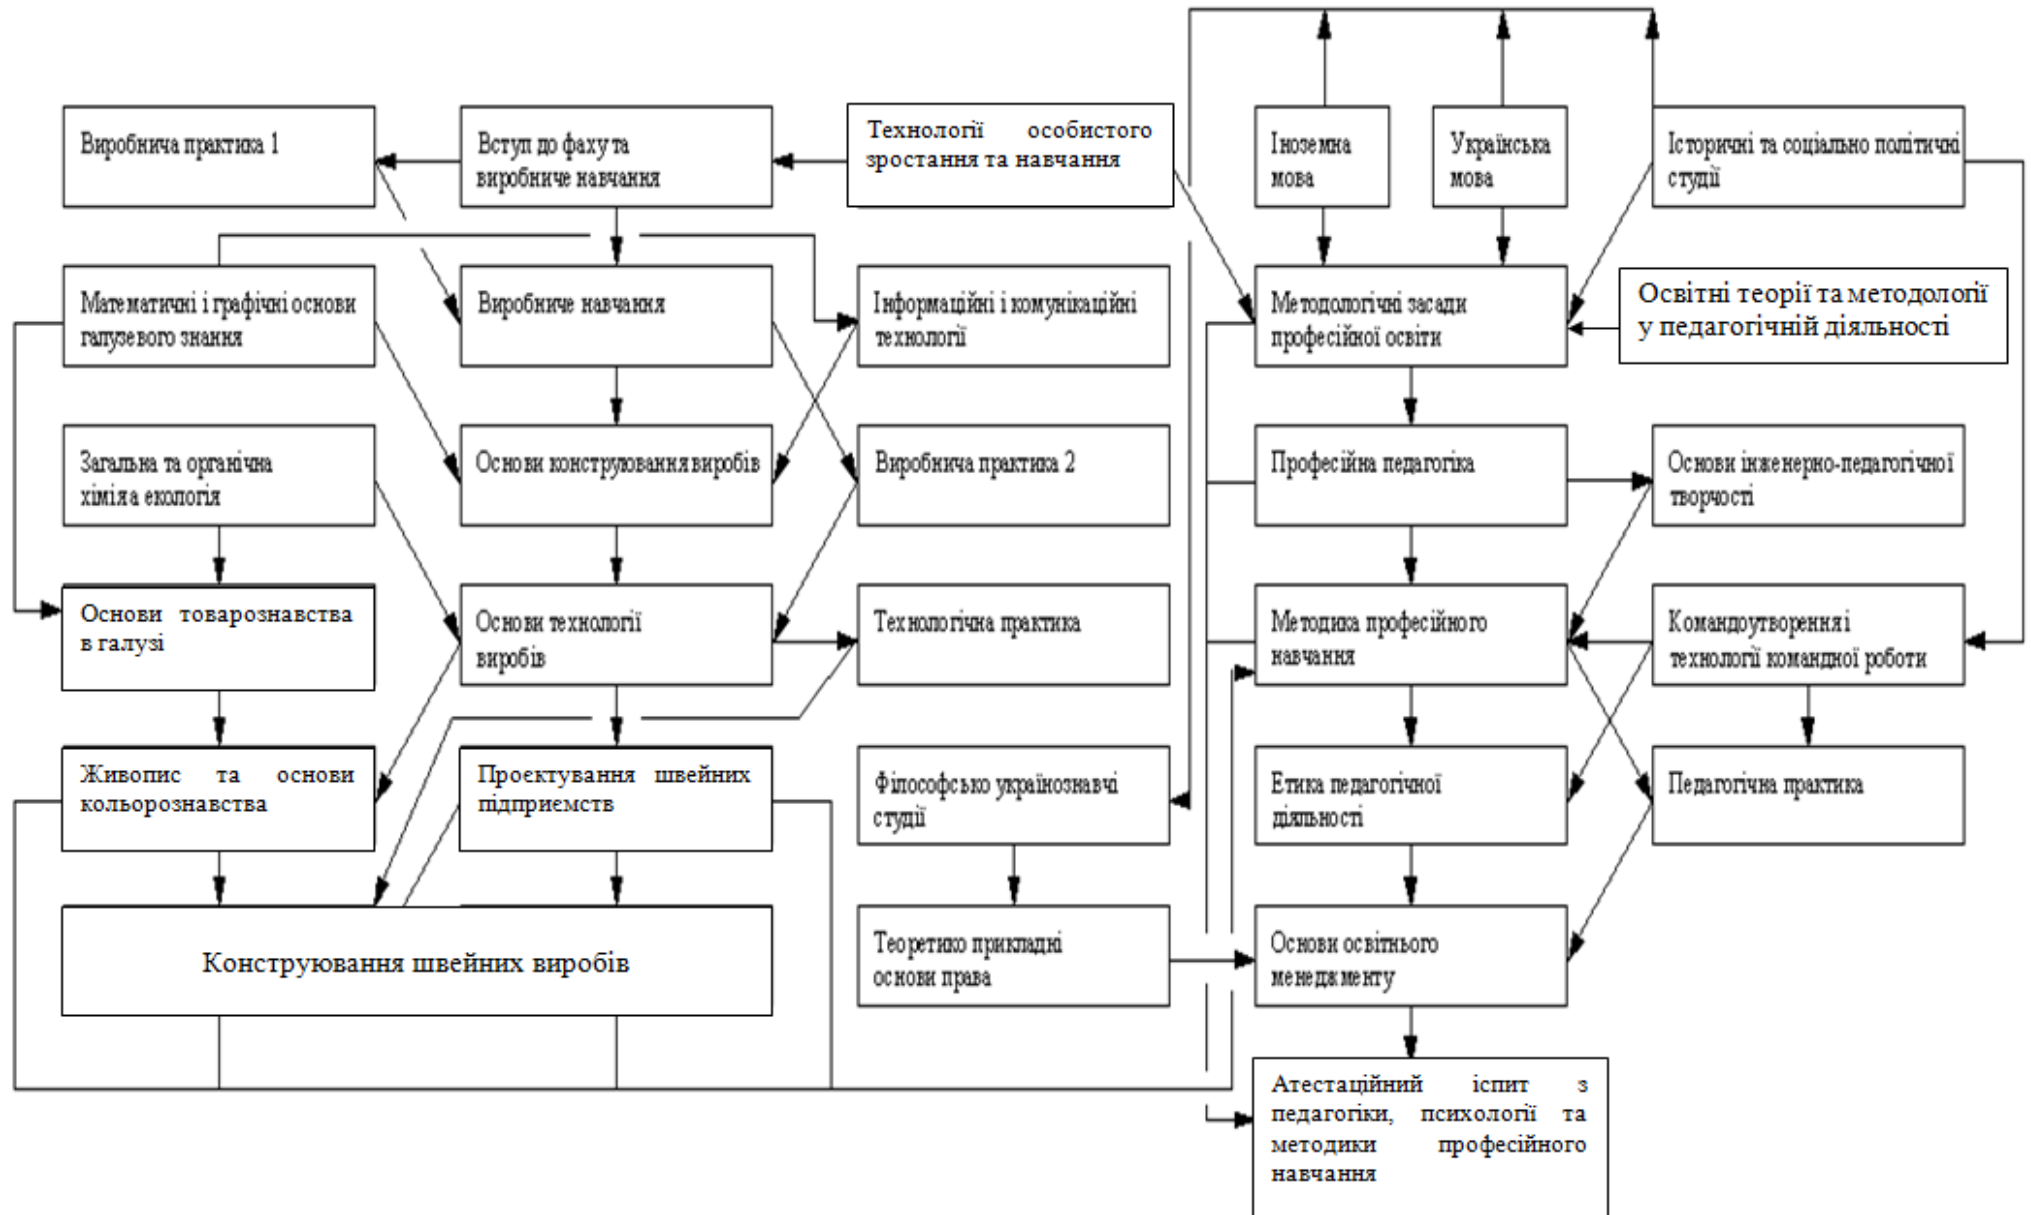 Виробнича практика 1
Вступ до фаху та
виробниче навчання
Технології особистого
зростання та навчання
Іноземна
мова
Українська
мова
Історичні та соціально політичні
студії
Математичні і графічні основи
галузевого знання
Виробниче навчання
Інформаційні і комунікаційні
технології
Методологічні засади
професійної освіти
Освітні теорії та методології
у педагогічній діяльності
Загальна та органічна
хімія а екологія
Основи конструювання виробів
Виробнича практика 2
Професійна педагогіка
Основи інженерно-педагогічної
творчості
Основи товарознавства
в галузі
Основи технології
виробів
Технологічна практика
Методика професійного
навчання
Командоутворення і
технології командної роботи
Живопис та основи
кольорознавства
Проєктування швейних
підприємств
Філософсько українознавчі
студії
Етика педагогічної
діяльності
Педагогічна практика
Конструювання швейних виробів
Теоретико прикладні
основи права
Основи освітнього
менеджменту
Атестаційний іспит з
педагогіки, психології та
методики професійного
навчання